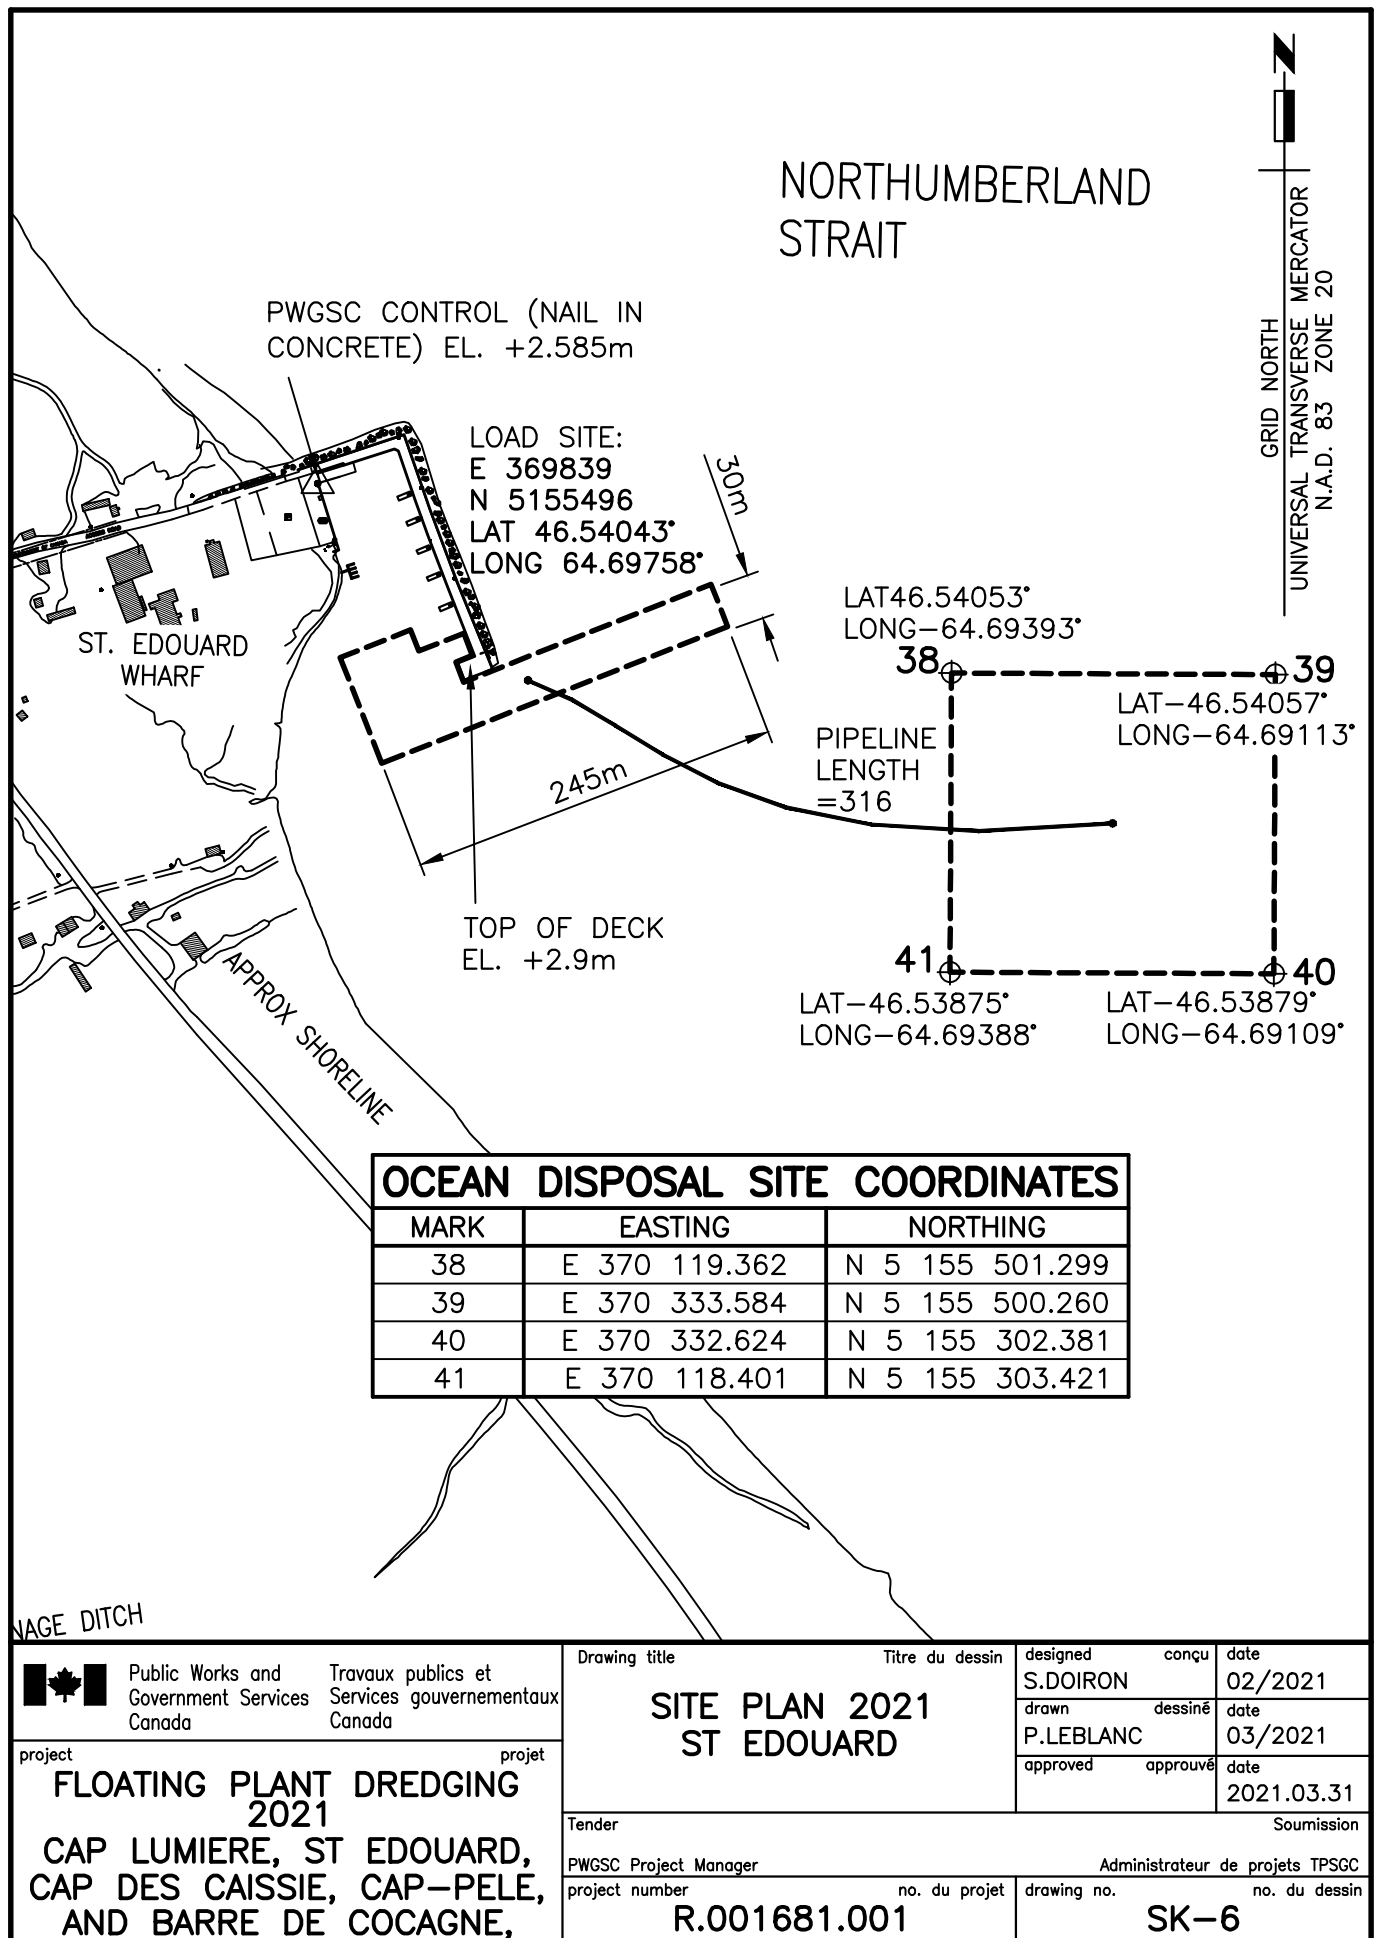 N
NORTHUMBERLAND
STRAIT
GRID NORTH
UNIVERSAL TRANSVERSE MERCATOR
N.A.D. 83 ZONE 20
PWGSC CONTROL (NAIL IN
CONCRETE) EL. +2.585m
LOAD SITE:
E 369839
N 5155496
LAT 46.54043°
LONG 64.69758°
30m
ST. EDOUARD
WHARF
LAT46.54053°
LONG-64.69393°
38
39
LAT-46.54057°
LONG-64.69113°
PIPELINE
LENGTH
=316
245m
TOP OF DECK
EL. +2.9m
41
40
LAT-46.53875°
LONG-64.69388°
LAT-46.53879°
LONG-64.69109°
APPROX SHORELINE
OCEAN DISPOSAL SITE COORDINATES
MARK EASTING NORTHING
38 E 370 119.362 N 5 155 501.299
39 E 370 333.584 N 5 155 500.260
40 E 370 332.624 N 5 155 302.381
41 E 370 118.401 N 5 155 303.421
NAGE DITCH
Public Works and
Government Services
Canada
Travaux publics et
Services gouvernementaux
Canada
project projet
FLOATING PLANT DREDGING
2021
CAP LUMIERE, ST EDOUARD,
CAP DES CAISSIE, CAP-PELE,
AND BARRE DE COCAGNE,
Drawing title Titre du dessin
SITE PLAN 2021
ST EDOUARD
designed conçu
S.DOIRON
date
02/2021
drawn dessiné
P.LEBLANC
date
03/2021
approved approuvé
date
2021.03.31
Tender Soumission
PWGSC Project Manager Administrateur de projets TPSGC
project number no. du projet
R.001681.001
drawing no. no. du dessin
SK-6